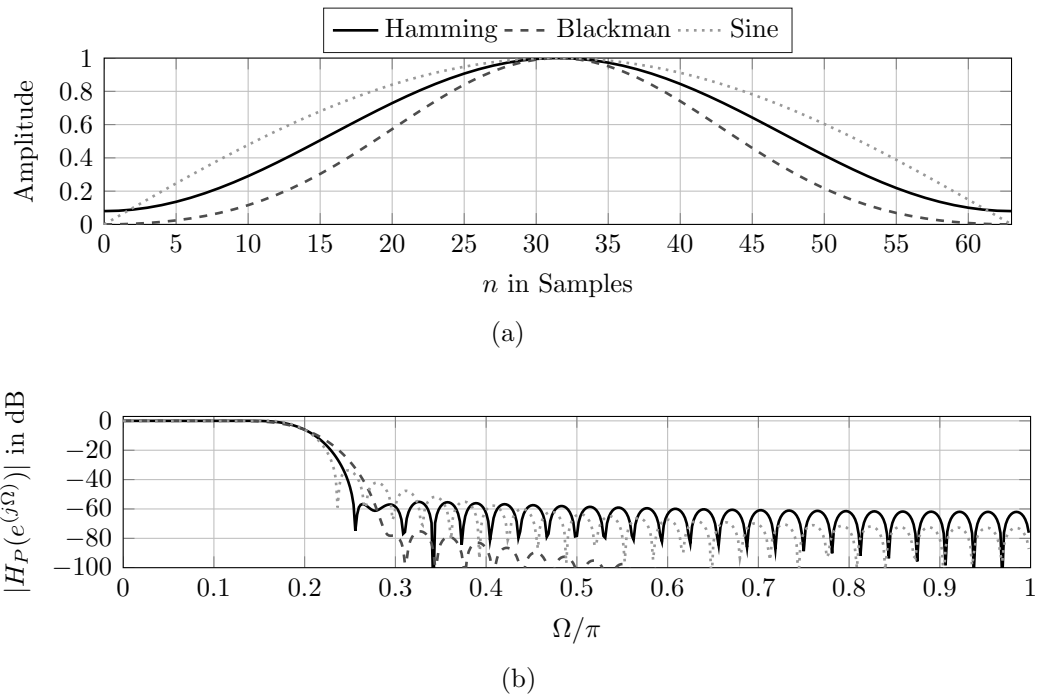 Hamming Blackman Sine
1
0.8
0.6
0.4
0.2
0
Amplitude
0 5 10 15 20 25 30 35 40 45 50 55 60
n in Samples
(a)
0
−20
−40
−60
−80
−100
|H_P(e^{(jΩ)})| in dB
0 0.1 0.2 0.3 0.4 0.5 0.6 0.7 0.8 0.9 1
Ω/π
(b)